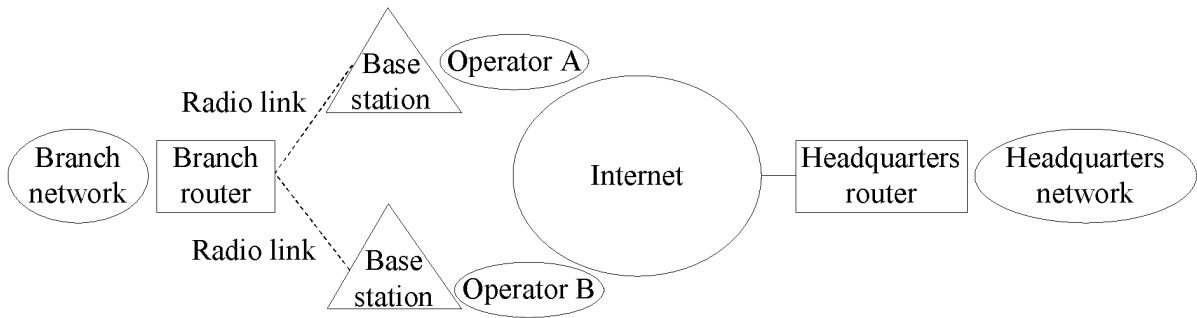 Branch
network
Branch
router
Radio link
Radio link
Base
station
Operator A
Base
station
Operator B
Internet
Headquarters
router
Headquarters
network